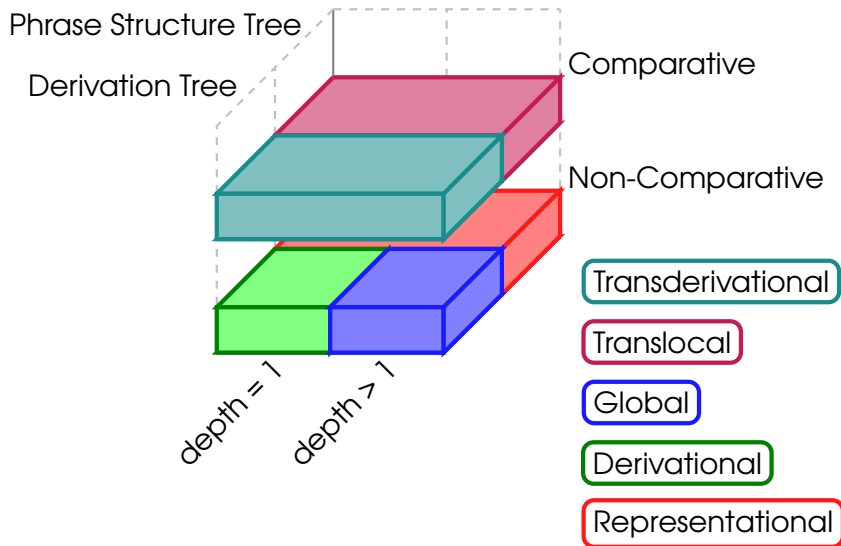 Phrase Structure Tree
Derivation Tree
Comparative
Non-Comparative
depth = 1
depth > 1
Transderivational
Translocal
Global
Derivational
Representational